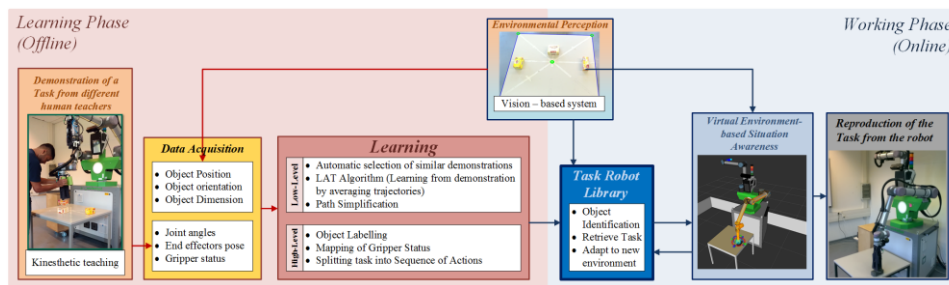 Learning Phase
(Offline)
Working Phase
(Online)
Environmental Perception
Vision – based system
Demonstration of a
Task from different
human teachers
Kinesthetic teaching
Data Acquisition
• Object Position
• Object orientation
• Object Dimension
• Joint angles
• End effectors pose
• Gripper status
Learning
Low-Level
• Automatic selection of similar demonstrations
• LAT Algorithm (Learning from demonstration
by averaging trajectories)
• Path Simplification
High-Level
• Object Labelling
• Mapping of Gripper Status
• Splitting task into Sequence of Actions
Task Robot
Library
• Object
Identification
• Retrieve Task
• Adapt to new
environment
Virtual Environment-
based Situation
Awareness
Reproduction of the
Task from the robot